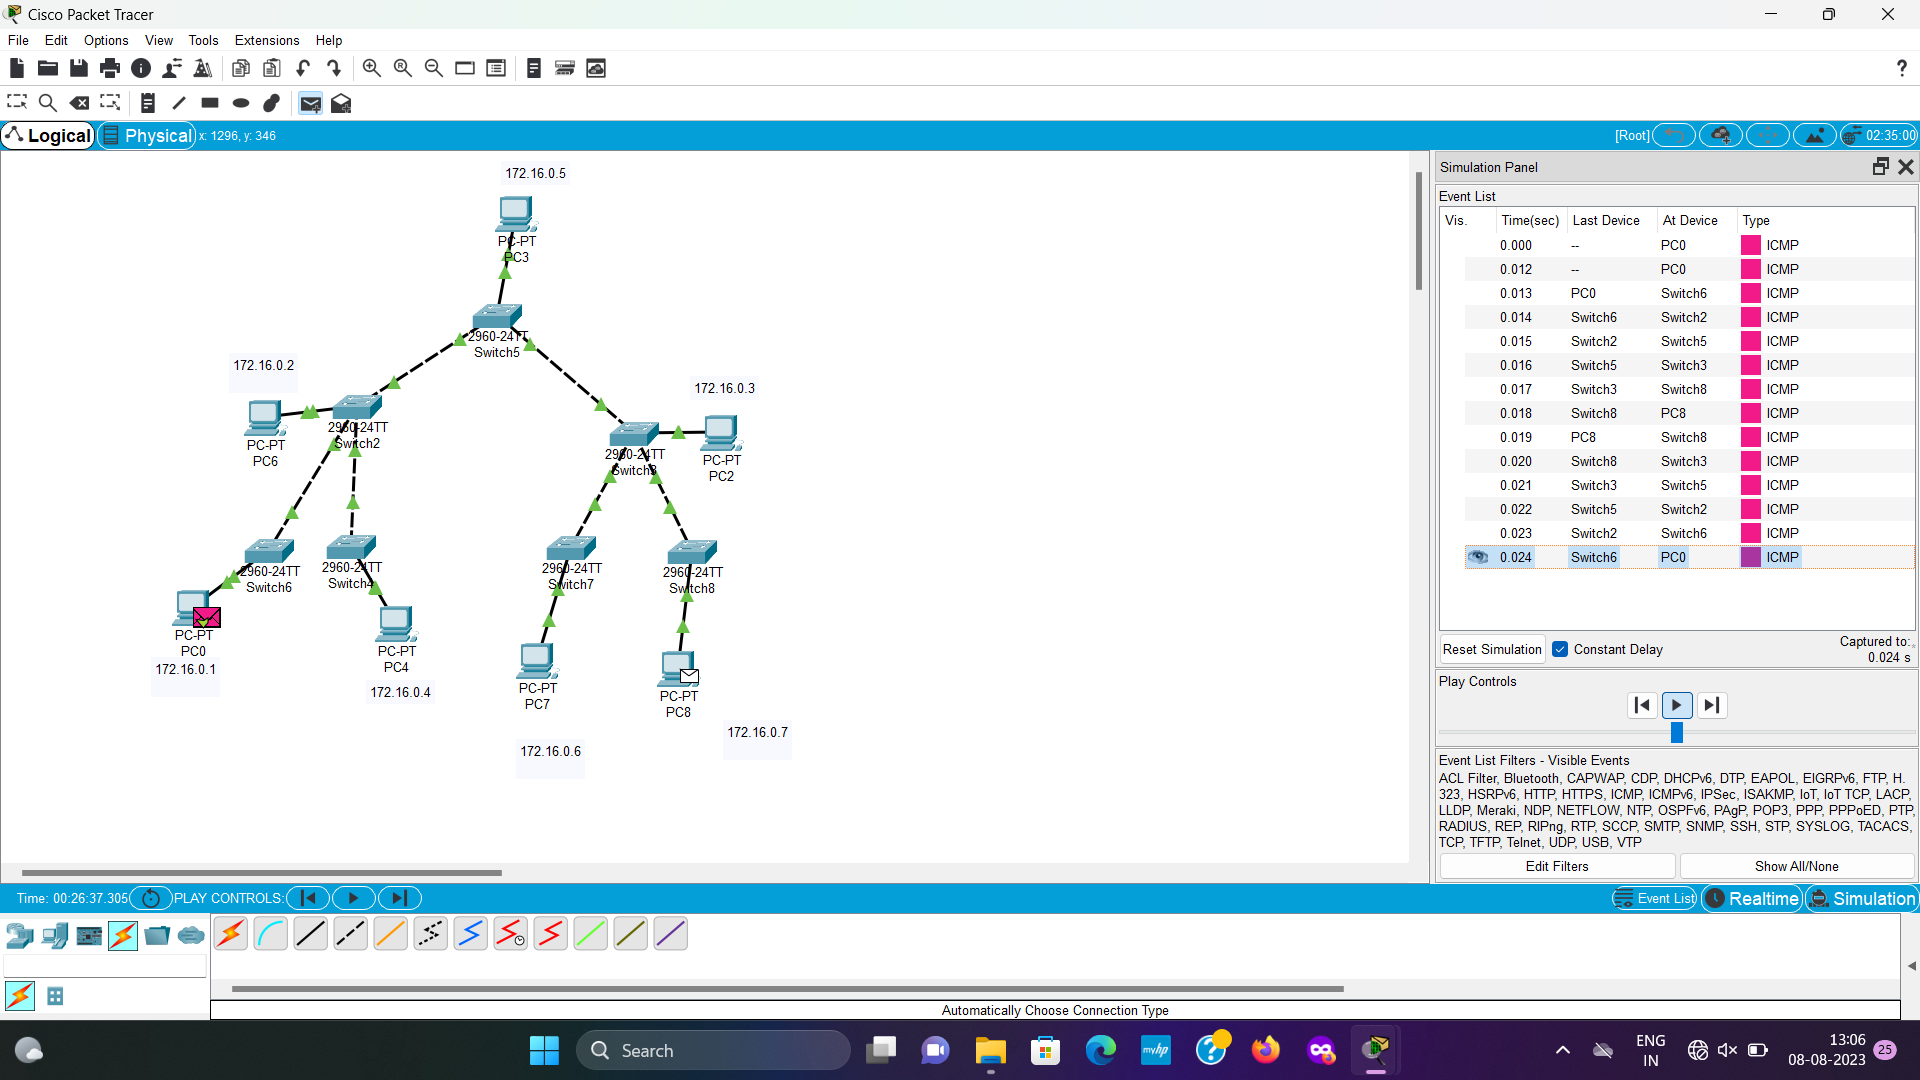 Cisco Packet Tracer
File Edit Options View Tools Extensions Help
Logical Physical x: 1296, y: 346 [Root] 02:35:00
172.16.0.5
PC-PT
PC3
2960-24TT
Switch5
172.16.0.2
PC-PT
PC6
2960-24TT
Switch2
172.16.0.3
2960-24TT
Switch3
PC-PT
PC2
2960-24TT
Switch6
2960-24TT
Switch4
2960-24TT
Switch7
2960-24TT
Switch8
PC-PT
PC0
172.16.0.1
PC-PT
PC4
172.16.0.4
PC-PT
PC7
172.16.0.6
PC-PT
PC8
172.16.0.7
Simulation Panel
Event List
Vis. Time(sec) Last Device At Device Type
0.000 -- PC0 ICMP
0.012 -- PC0 ICMP
0.013 PC0 Switch6 ICMP
0.014 Switch6 Switch2 ICMP
0.015 Switch2 Switch5 ICMP
0.016 Switch5 Switch3 ICMP
0.017 Switch3 Switch8 ICMP
0.018 Switch8 PC8 ICMP
0.019 PC8 Switch8 ICMP
0.020 Switch8 Switch3 ICMP
0.021 Switch3 Switch5 ICMP
0.022 Switch5 Switch2 ICMP
0.023 Switch2 Switch6 ICMP
0.024 Switch6 PC0 ICMP
Reset Simulation Constant Delay Captured to:
0.024 s
Play Controls
Event List Filters - Visible Events
ACL Filter, Bluetooth, CAPWAP, CDP, DHCPv6, DTP, EAPOL, EIGRPv6, FTP, H.
323, HSRPv6, HTTP, HTTPS, ICMP, ICMPv6, IPSec, ISAKMP, IoT, IoT TCP, LACP,
LLDP, Meraki, NDP, NETFLOW, NTP, OSPFv6, PAgP, POP3, PPP, PPPoED, PTP,
RADIUS, REP, RIPng, RTP, SCCP, SMTP, SNMP, SSH, STP, SYSLOG, TACACS,
TCP, TFTP, Telnet, UDP, USB, VTP
Edit Filters Show All/None
Time: 00:26:37.305 PLAY CONTROLS: Event List Realtime Simulation
Automatically Choose Connection Type
Search
myhp
ENG
IN
13:06
08-08-2023
25